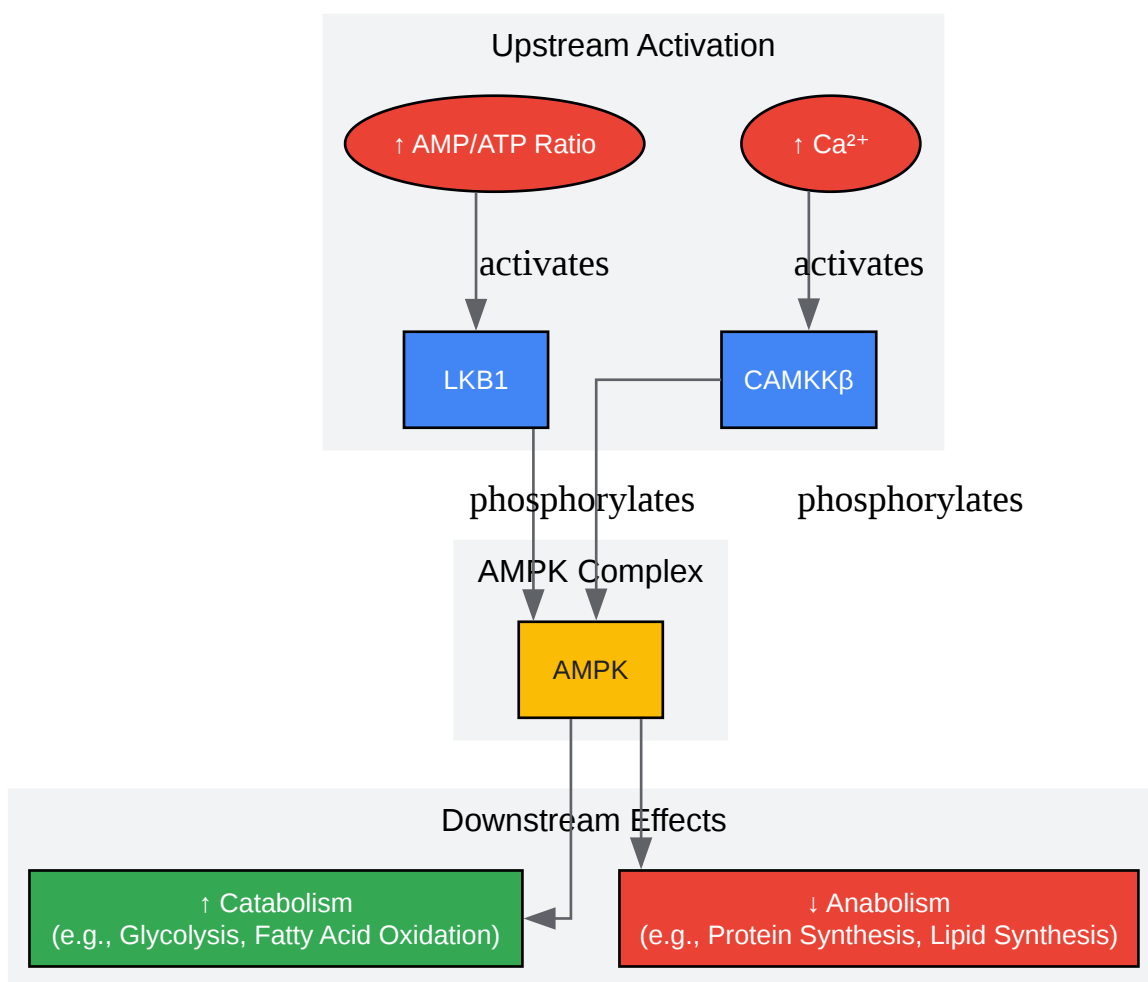 Upstream Activation
↑ AMP/ATP Ratio
↑ Ca²⁺
activates
activates
LKB1
CAMKKβ
phosphorylates
phosphorylates
AMPK Complex
AMPK
Downstream Effects
↑ Catabolism
(e.g., Glycolysis, Fatty Acid Oxidation)
↓ Anabolism
(e.g., Protein Synthesis, Lipid Synthesis)